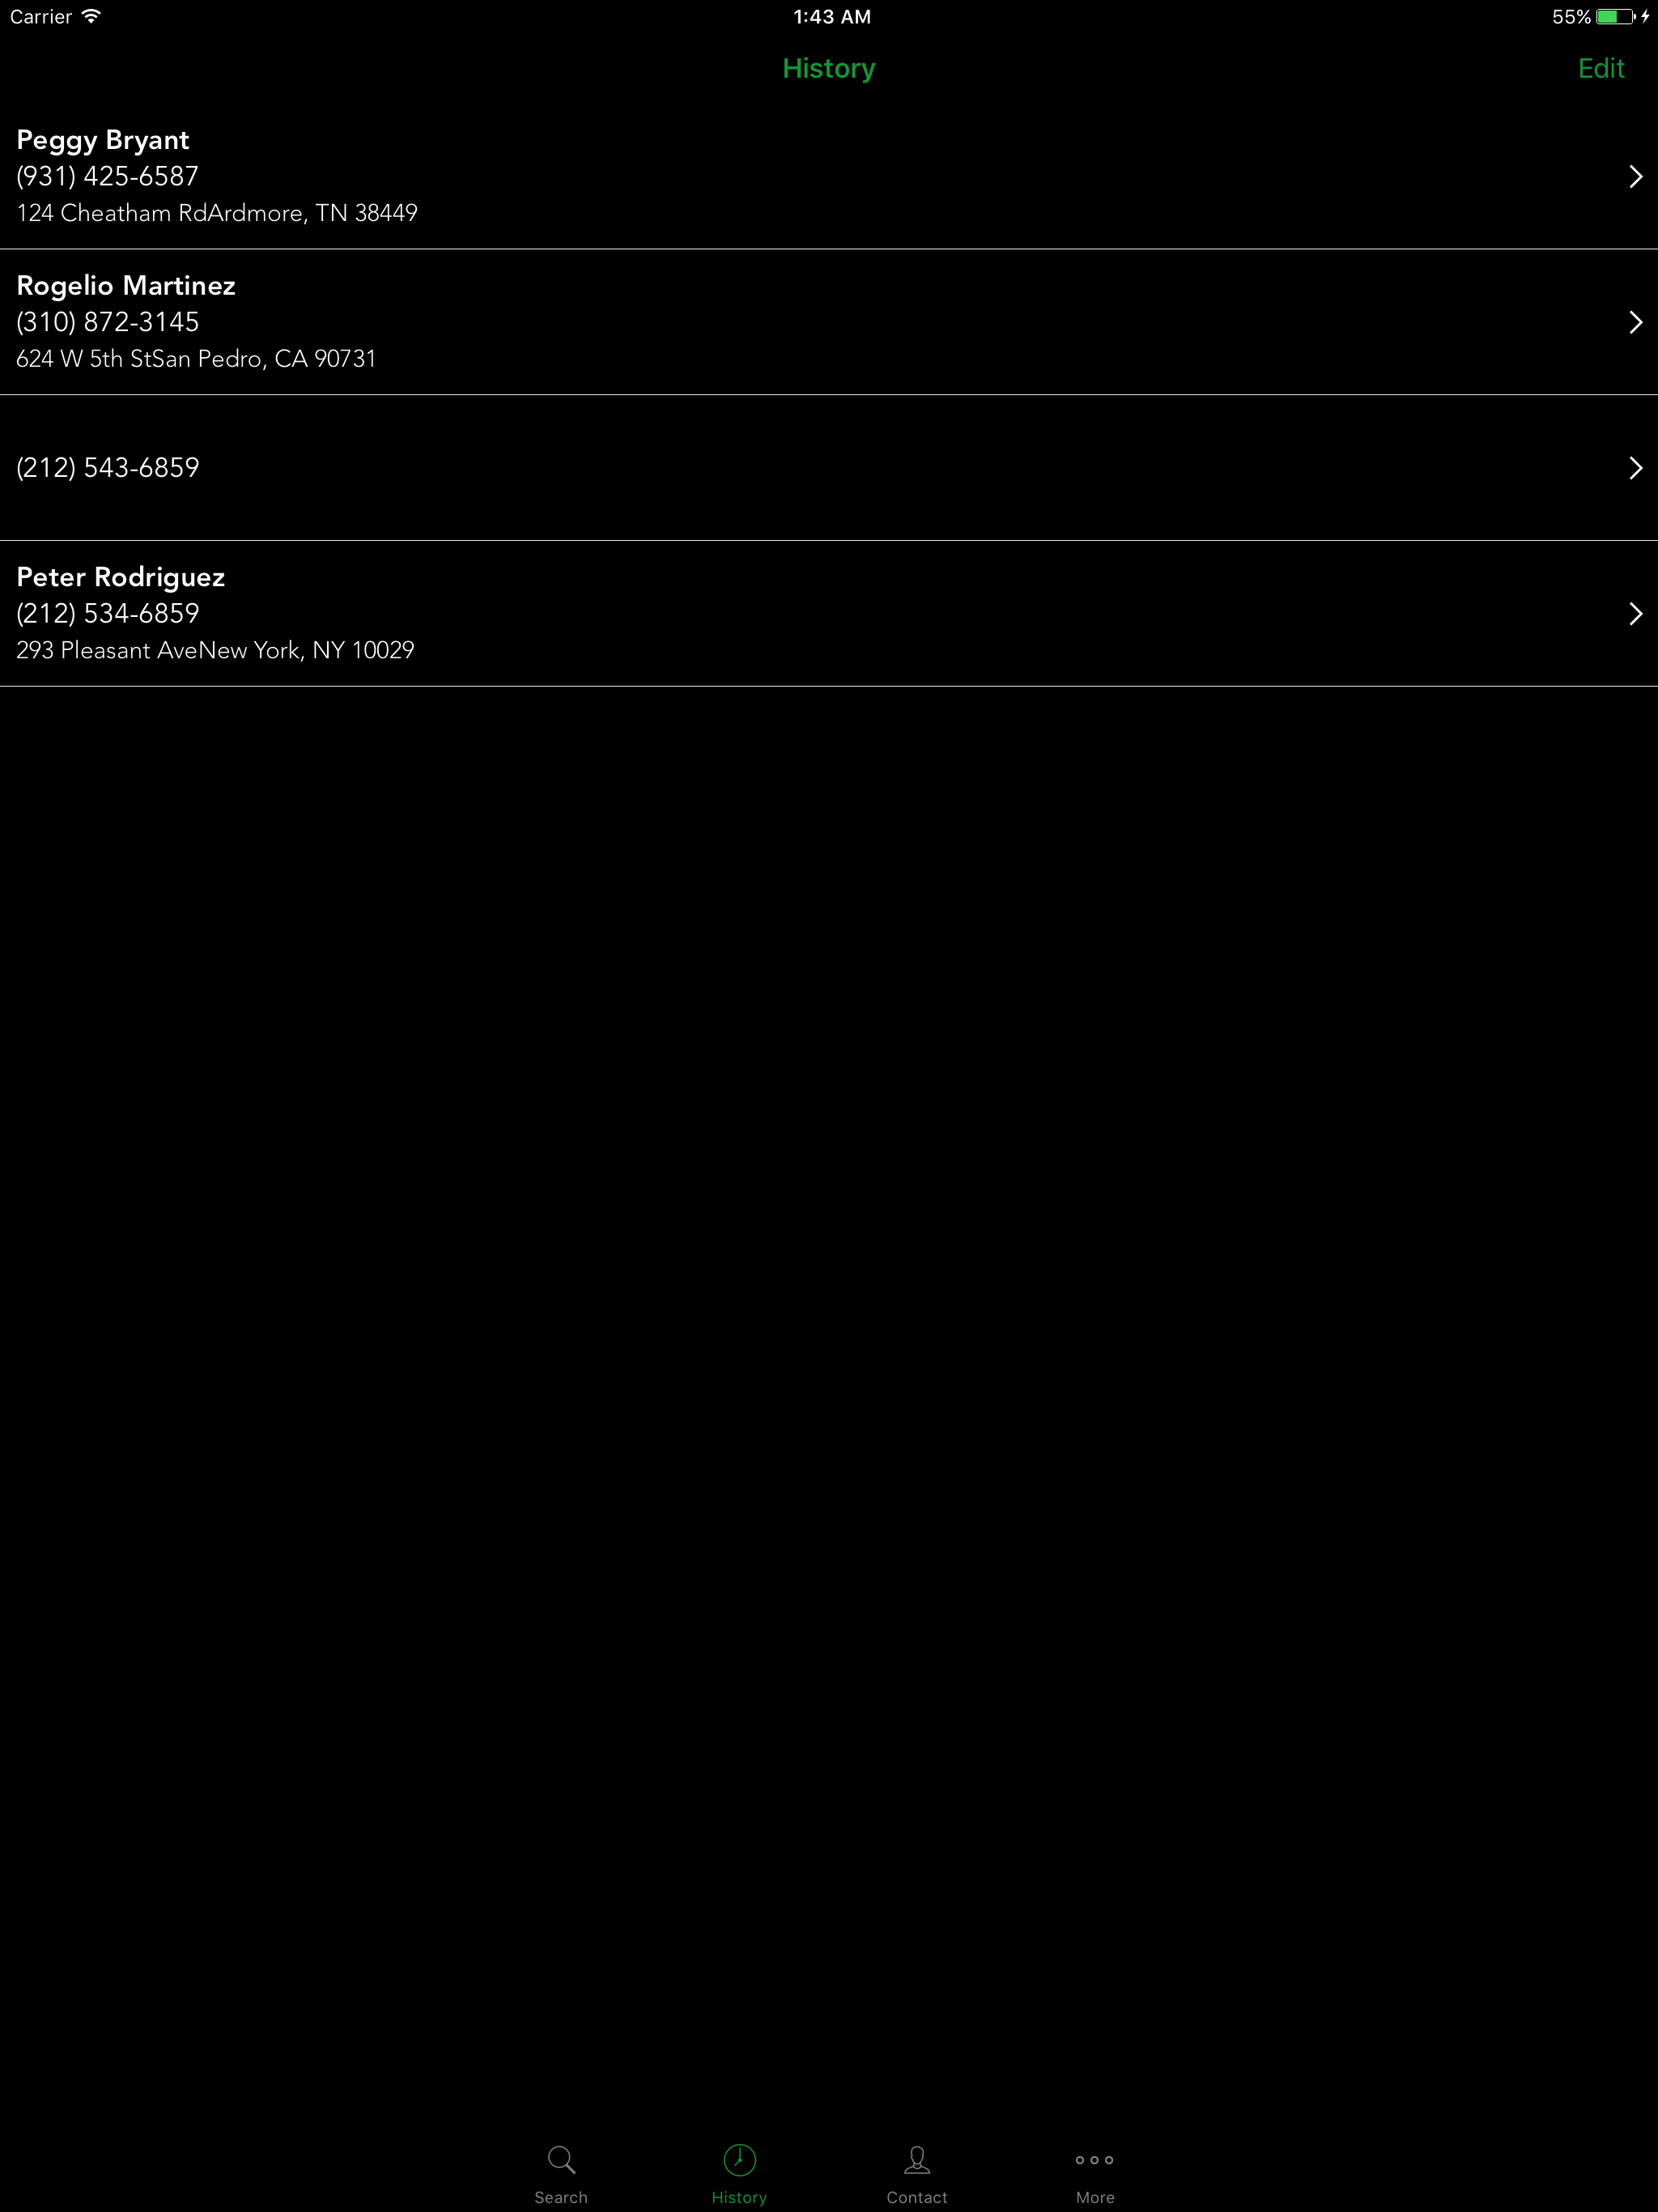 Carrier 1:43 AM 55%
History Edit
Peggy Bryant
(931) 425-6587
124 Cheatham RdArdmore, TN 38449
Rogelio Martinez
(310) 872-3145
624 W 5th StSan Pedro, CA 90731
(212) 543-6859
Peter Rodriguez
(212) 534-6859
293 Pleasant AveNew York, NY 10029
Search History Contact More